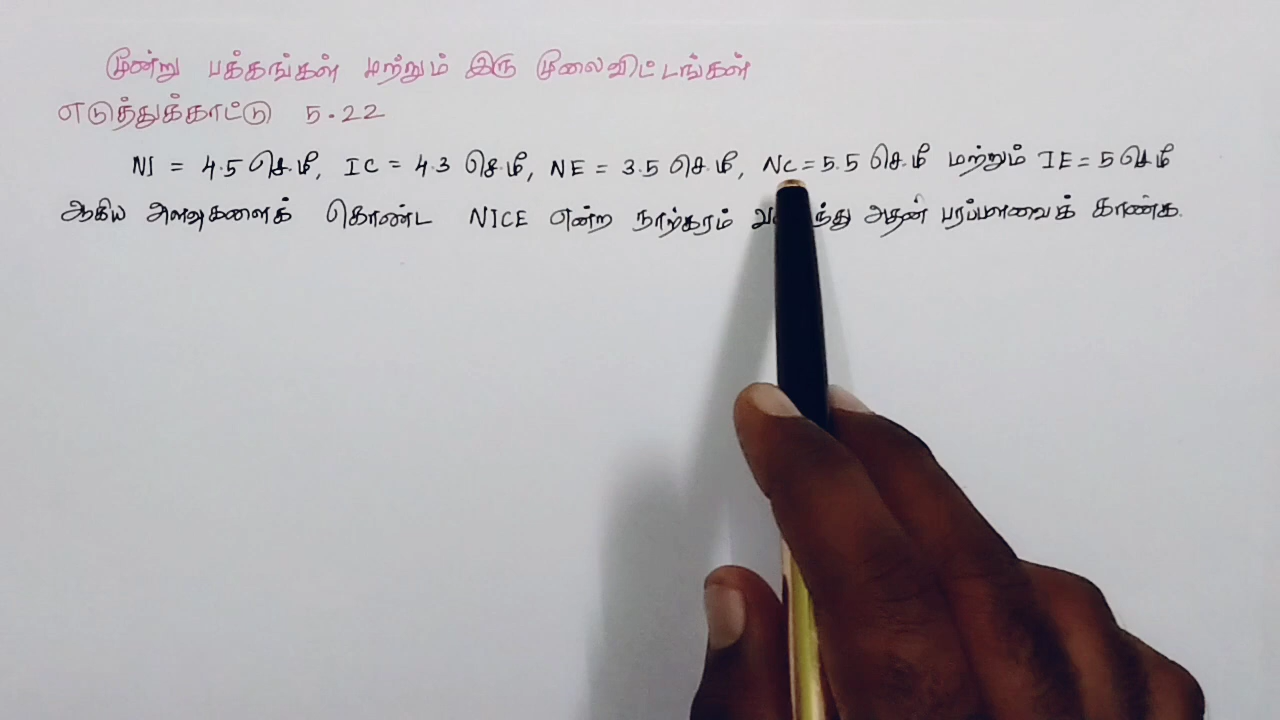 மூன்று பக்கங்கள் மற்றும் இரு மூலைவிட்டங்கள்
எடுத்துக்காட்டு 5.22
NI = 4.5 செ.மீ, IC = 4.3 செ.மீ, NE = 3.5 செ.மீ, NC = 5.5 செ.மீ மற்றும் IE = 5 செ.மீ
ஆகிய அளவுகளைக் கொண்ட NICE என்ற நாற்கரம் அதன் பரப்பளவைக் காண்க.